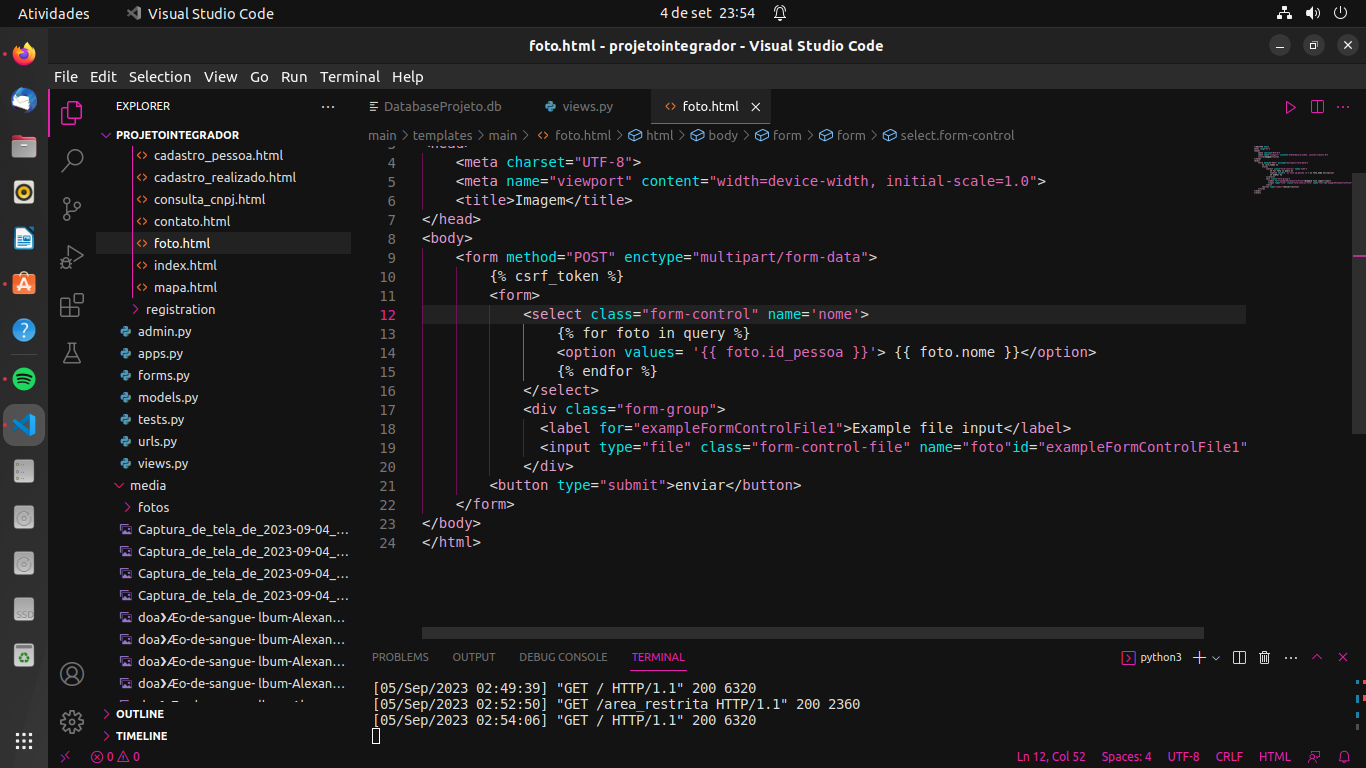 Atividades
Visual Studio Code
4 de set 23:54
foto.html - projetointegrador - Visual Studio Code
File Edit Selection View Go Run Terminal Help
EXPLORER
PROJETOINTEGRADOR
cadastro_pessoa.html
cadastro_realizado.html
consulta_cnpj.html
contato.html
foto.html
index.html
mapa.html
registration
admin.py
apps.py
forms.py
models.py
tests.py
urls.py
views.py
media
fotos
Captura_de_tela_de_2023-09-04_...
Captura_de_tela_de_2023-09-04_...
Captura_de_tela_de_2023-09-04_...
Captura_de_tela_de_2023-09-04_...
doa❯Æo-de-sangue- lbum-Alexan...
doa❯Æo-de-sangue- lbum-Alexan...
doa❯Æo-de-sangue- lbum-Alexan...
doa❯Æo-de-sangue- lbum-Alexan...
OUTLINE
TIMELINE
DatabaseProjeto.db
views.py
foto.html
main > templates > main > foto.html > html > body > form > form > select.form-control
4 <meta charset="UTF-8">
5 <meta name="viewport" content="width=device-width, initial-scale=1.0">
6 <title>Imagem</title>
7 </head>
8 <body>
9 <form method="POST" enctype="multipart/form-data">
10 {% csrf_token %}
11 <form>
12 <select class="form-control" name='nome'>
13 {% for foto in query %}
14 <option values= '{{ foto.id_pessoa }}'> {{ foto.nome }}</option>
15 {% endfor %}
16 </select>
17 <div class="form-group">
18 <label for="exampleFormControlFile1">Example file input</label>
19 <input type="file" class="form-control-file" name="foto"id="exampleFormControlFile1"
20 </div>
21 <button type="submit">enviar</button>
22 </form>
23 </body>
24 </html>
PROBLEMS OUTPUT DEBUG CONSOLE TERMINAL
python3
[05/Sep/2023 02:49:39] "GET / HTTP/1.1" 200 6320
[05/Sep/2023 02:52:50] "GET /area_restrita HTTP/1.1" 200 2360
[05/Sep/2023 02:54:06] "GET / HTTP/1.1" 200 6320
SSD
0 0
Ln 12, Col 52 Spaces: 4 UTF-8 CRLF HTML